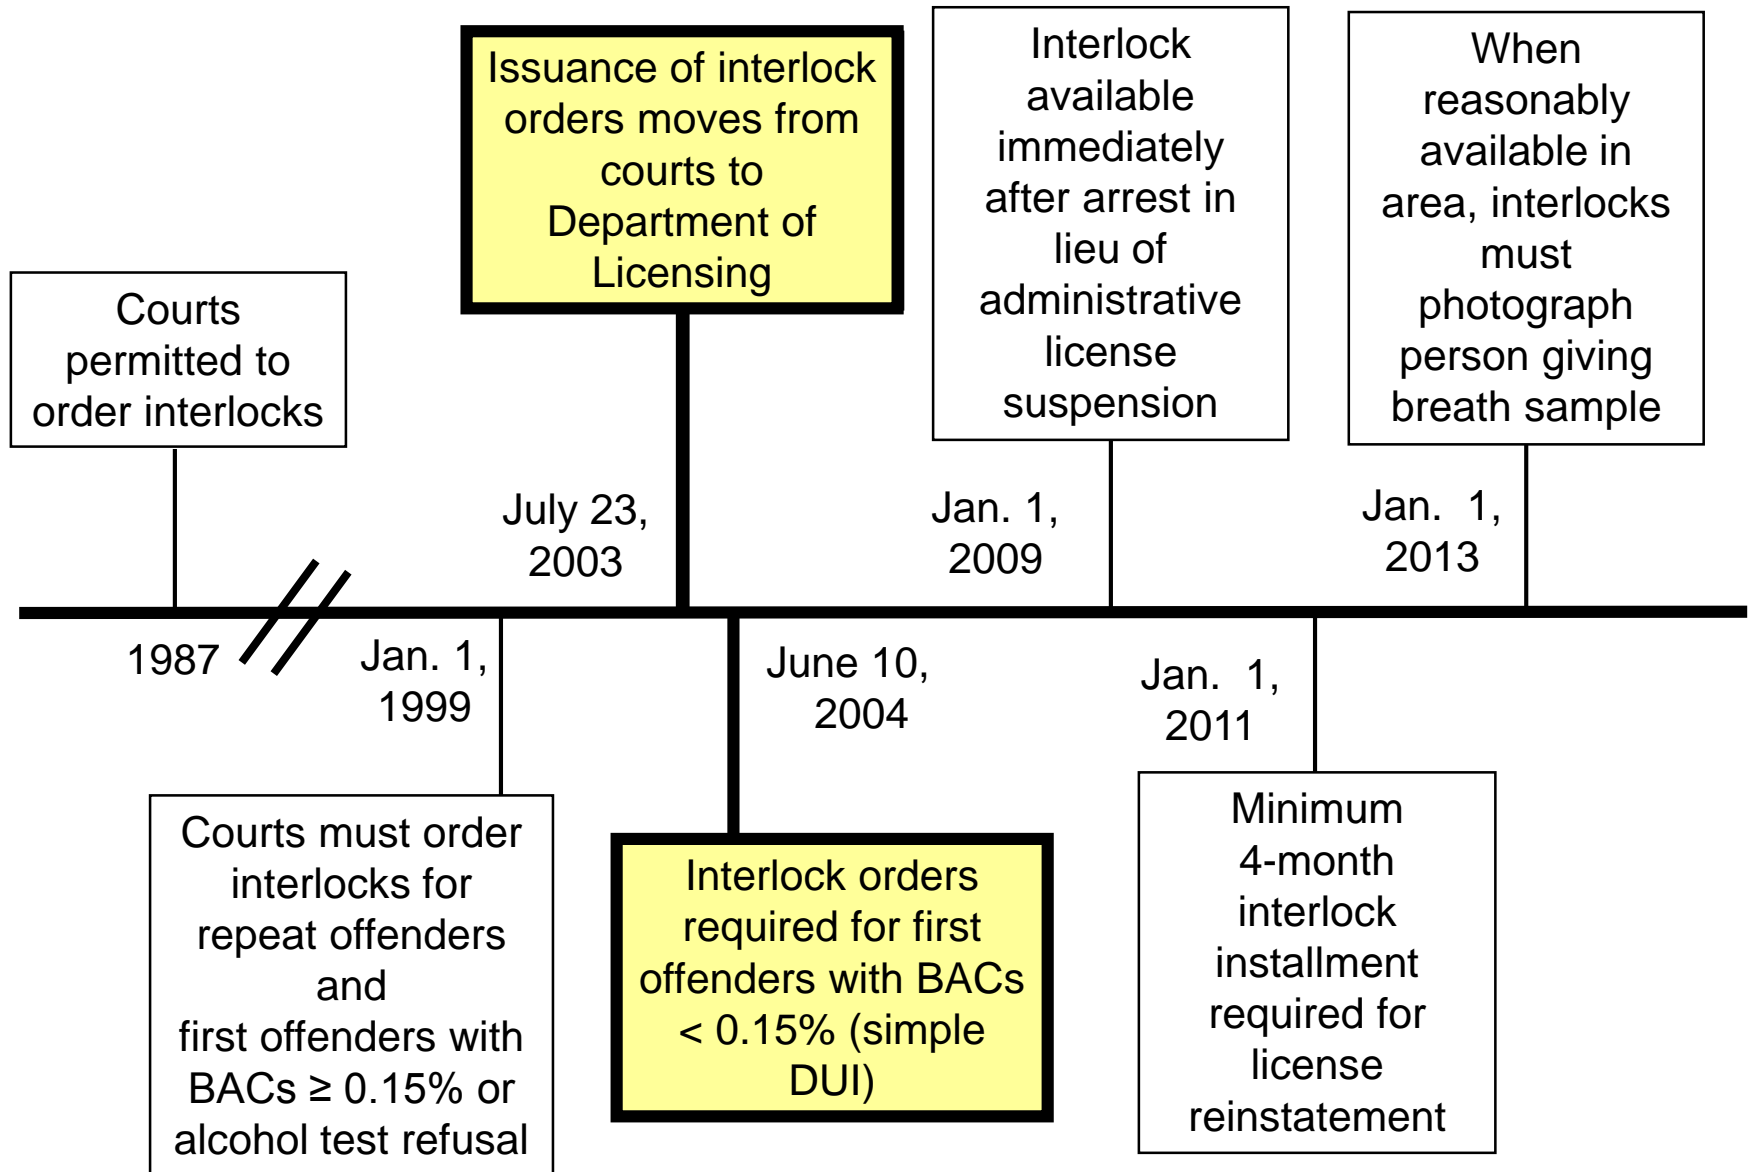 Courts
permitted to
order interlocks
1987
Courts must order
interlocks for
repeat offenders
and
first offenders with
BACs ≥ 0.15% or
alcohol test refusal
Jan. 1,
1999
Issuance of interlock
orders moves from
courts to
Department of
Licensing
July 23,
2003
June 10,
2004
Interlock orders
required for first
offenders with BACs
< 0.15% (simple
DUI)
Interlock
available
immediately
after arrest in
lieu of
administrative
license
suspension
Jan. 1,
2009
Jan.  1,
2011
Minimum
4-month
interlock
installment
required for
license
reinstatement
When
reasonably
available in
area, interlocks
must
photograph
person giving
breath sample
Jan.  1,
2013